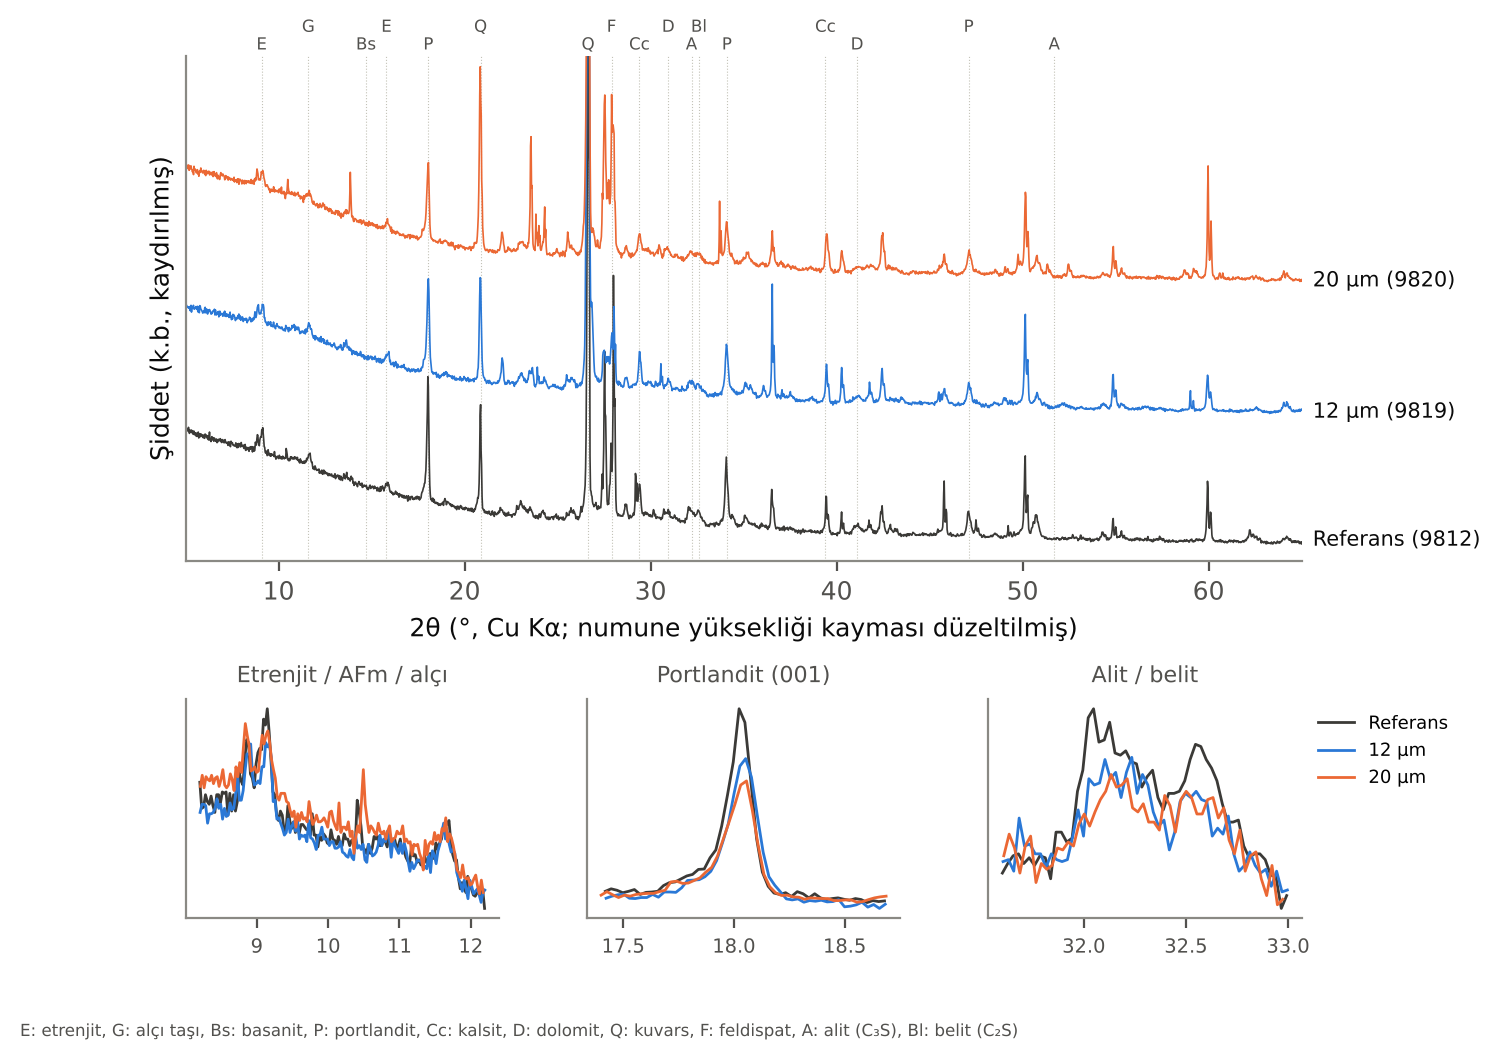 G E Q F D Bl Cc P
E Bs P Q Cc A P D A
Şiddet (k.b., kaydırılmış)
20 μm (9820)
12 μm (9819)
Referans (9812)
10 20 30 40 50 60
2θ (°, Cu Kα; numune yüksekliği kayması düzeltilmiş)
Etrenjit / AFm / alçı
Portlandit (001)
Alit / belit
Referans
12 μm
20 μm
9 10 11 12
17.5 18.0 18.5
32.0 32.5 33.0
E: etrenjit, G: alçı taşı, Bs: basanit, P: portlandit, Cc: kalsit, D: dolomit, Q: kuvars, F: feldispat, A: alit (C₃S), Bl: belit (C₂S)